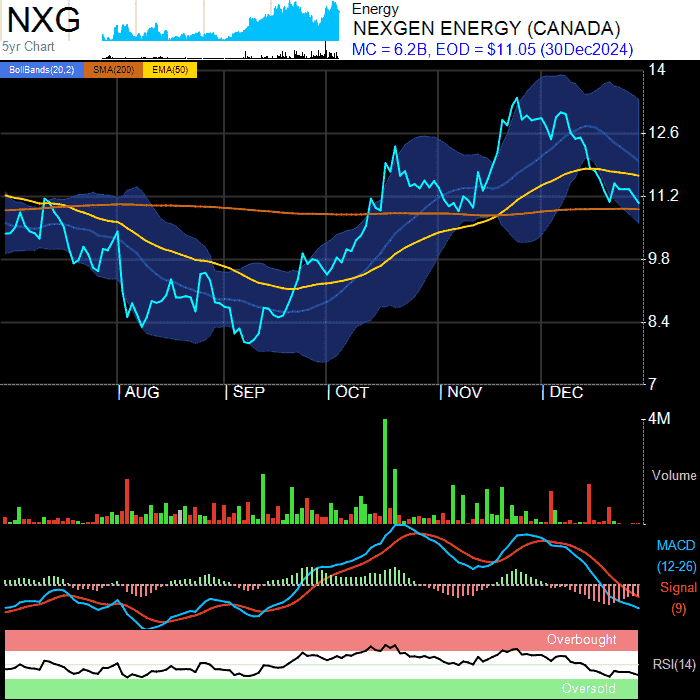 NXG
5yr Chart
Energy
NEXGEN ENERGY (CANADA)
MC = 6.2B, EOD = $11.05 (30Dec2024)
BollBands(20,2) SMA(200) EMA(50)
14
12.6
11.2
9.8
8.4
7
AUG SEP OCT NOV DEC
4M
Volume
MACD
(12-26)
Signal
(9)
Overbought
RSI(14)
Oversold